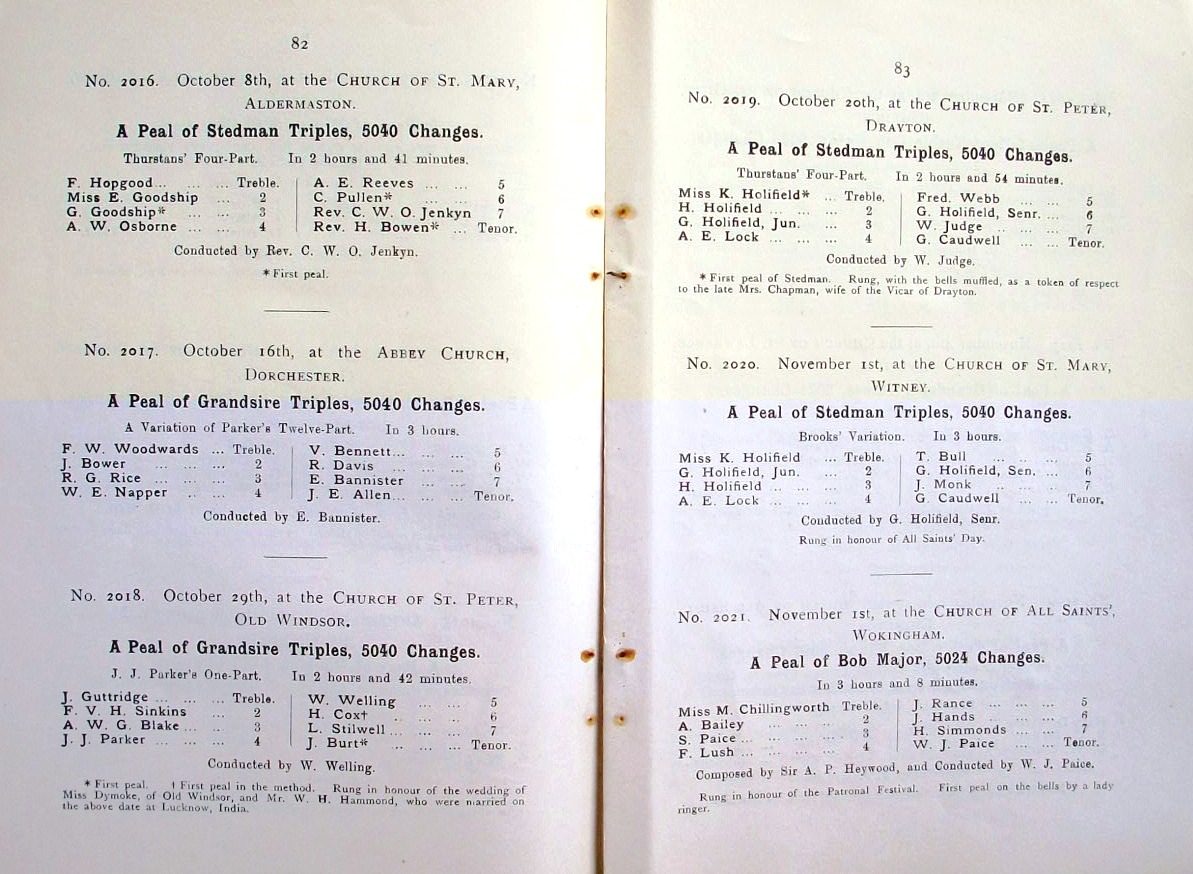 82
No. 2016. October 8th, at the Church of St. Mary,
Aldermaston.
A Peal of Stedman Triples, 5040 Changes.
Thurstans' Four-Part. In 2 hours and 41 minutes.
F. Hopgood ... ... ... Treble. A. E. Reeves ... ... 5
Miss E. Goodship ... 2 C. Pullen* ... ... 6
G. Goodship* ... ... 3 Rev. C. W. O. Jenkyn 7
A. W. Osborne ... ... 4 Rev. H. Bowen* ... Tenor.
Conducted by Rev. C. W. O. Jenkyn.
* First peal.
No. 2017. October 16th, at the Abbey Church,
Dorchester.
A Peal of Grandsire Triples, 5040 Changes.
A Variation of Parker's Twelve-Part. In 3 hours.
F. W. Woodwards ... Treble. V. Bennett ... ... ... 5
J. Bower ... ... ... 2 R. Davis ... ... ... 6
R. G. Rice ... ... ... 3 E. Bannister ... ... 7
W. E. Napper ... ... 4 J. E. Allen ... ... ... Tenor.
Conducted by E. Bannister.
No. 2018. October 29th, at the Church of St. Peter,
Old Windsor.
A Peal of Grandsire Triples, 5040 Changes.
J. J. Parker's One-Part. In 2 hours and 42 minutes.
J. Guttridge ... ... ... Treble. W. Welling ... ... 5
F. V. H. Sinkins ... 2 H. Cox† ... ... ... 6
A. W. G. Blake ... ... 3 L. Stilwell ... ... ... 7
J. J. Parker ... ... ... 4 J. Burt* ... ... ... Tenor.
Conducted by W. Welling.
* First peal. † First peal in the method. Rung in honour of the wedding of
Miss Dymoke, of Old Windsor, and Mr. W. H. Hammond, who were married on
the above date at Lucknow, India.
83
No. 2019. October 20th, at the Church of St. Peter,
Drayton.
A Peal of Stedman Triples, 5040 Changes.
Thurstans' Four-Part. In 2 hours and 54 minutes.
Miss K. Holifield* ... Treble. Fred. Webb ... ... 5
H. Holifield ... ... ... 2 G. Holifield, Senr. ... 6
G. Holifield, Jun. ... 3 W. Judge ... ... ... 7
A. E. Lock ... ... ... 4 G. Caudwell ... ... Tenor.
Conducted by W. Judge.
* First peal of Stedman. Rung, with the bells muffled, as a token of respect
to the late Mrs. Chapman, wife of the Vicar of Drayton.
No. 2020. November 1st, at the Church of St. Mary,
Witney.
A Peal of Stedman Triples, 5040 Changes.
Brooks' Variation. In 3 hours.
Miss K. Holifield ... Treble. T. Bull ... ... ... 5
G. Holifield, Jun. ... 2 G. Holifield, Sen. ... 6
H. Holifield ... ... ... 3 J. Monk ... ... ... 7
A. E. Lock ... ... ... 4 G. Caudwell ... ... Tenor.
Conducted by G. Holifield, Senr.
Rung in honour of All Saints' Day.
No. 2021. November 1st, at the Church of All Saints',
Wokingham.
A Peal of Bob Major, 5024 Changes.
In 3 hours and 8 minutes.
Miss M. Chillingworth Treble. J. Rance ... ... ... 5
A. Bailey ... ... ... 2 J. Hands ... ... ... 6
S. Paice ... ... ... ... 3 H. Simmonds ... ... 7
F. Lush ... ... ... ... 4 W. J. Paice ... ... Tenor.
Composed by Sir A. P. Heywood, and Conducted by W. J. Paice.
Rung in honour of the Patronal Festival. First peal on the bells by a lady
ringer.